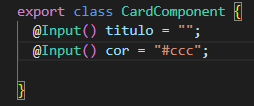 export class CardComponent {
@Input() titulo = "";
@Input() cor = "#ccc";
}